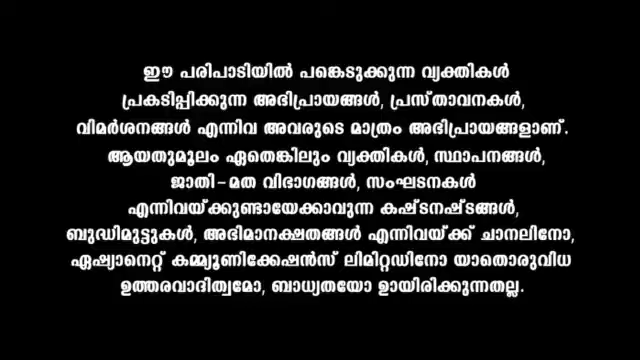 ഈ പരിപാടിയിൽ പങ്കെടുക്കുന്ന വ്യക്തികൾ
പ്രകടിപ്പിക്കുന്ന അഭിപ്രായങ്ങൾ, പ്രസ്താവനകൾ,
വിമർശനങ്ങൾ എന്നിവ അവരുടെ മാത്രം അഭിപ്രായങ്ങളാണ്.
ആയതുമൂലം ഏതെങ്കിലും വ്യക്തികൾ, സ്ഥാപനങ്ങൾ,
ജാതി-മത വിഭാഗങ്ങൾ, സംഘടനകൾ
എന്നിവയ്ക്കുണ്ടായേക്കാവുന്ന കഷ്ടനഷ്ടങ്ങൾ,
ബുദ്ധിമുട്ടുകൾ, അഭിമാനക്ഷതങ്ങൾ എന്നിവയ്ക്ക് ചാനലിനോ,
ഏഷ്യാനെറ്റ് കമ്മ്യൂണിക്കേഷൻസ് ലിമിറ്റഡിനോ യാതൊരുവിധ
ഉത്തരവാദിത്വമോ, ബാധ്യതയോ ഉായിരിക്കുന്നതല്ല.